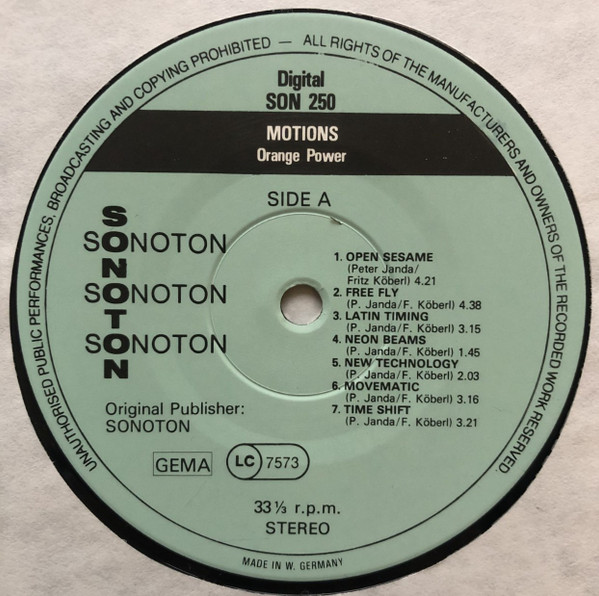 UNAUTHORISED PUBLIC PERFORMANCES, BROADCASTING AND COPYING PROHIBITED — ALL RIGHTS OF THE MANUFACTURERS AND OWNERS OF THE RECORDED WORK RESERVED.
Digital
SON 250
MOTIONS
Orange Power
SIDE A
SONOTON
SONOTON
SONOTON
SONOTON
1. OPEN SESAME
(Peter Janda/
Fritz Köberl) 4.21
2. FREE FLY
(P. Janda/F. Köberl) 4.38
3. LATIN TIMING
(P. Janda/F. Köberl) 3.15
4. NEON BEAMS
(P. Janda/F. Köberl) 1.45
5. NEW TECHNOLOGY
(P. Janda/F. Köberl) 2.03
6. MOVEMATIC
(P. Janda/F. Köberl) 3.16
7. TIME SHIFT
(P. Janda/F. Köberl) 3.21
Original Publisher:
SONOTON
GEMA LC 7573
33 ⅓ r.p.m.
STEREO
MADE IN W. GERMANY